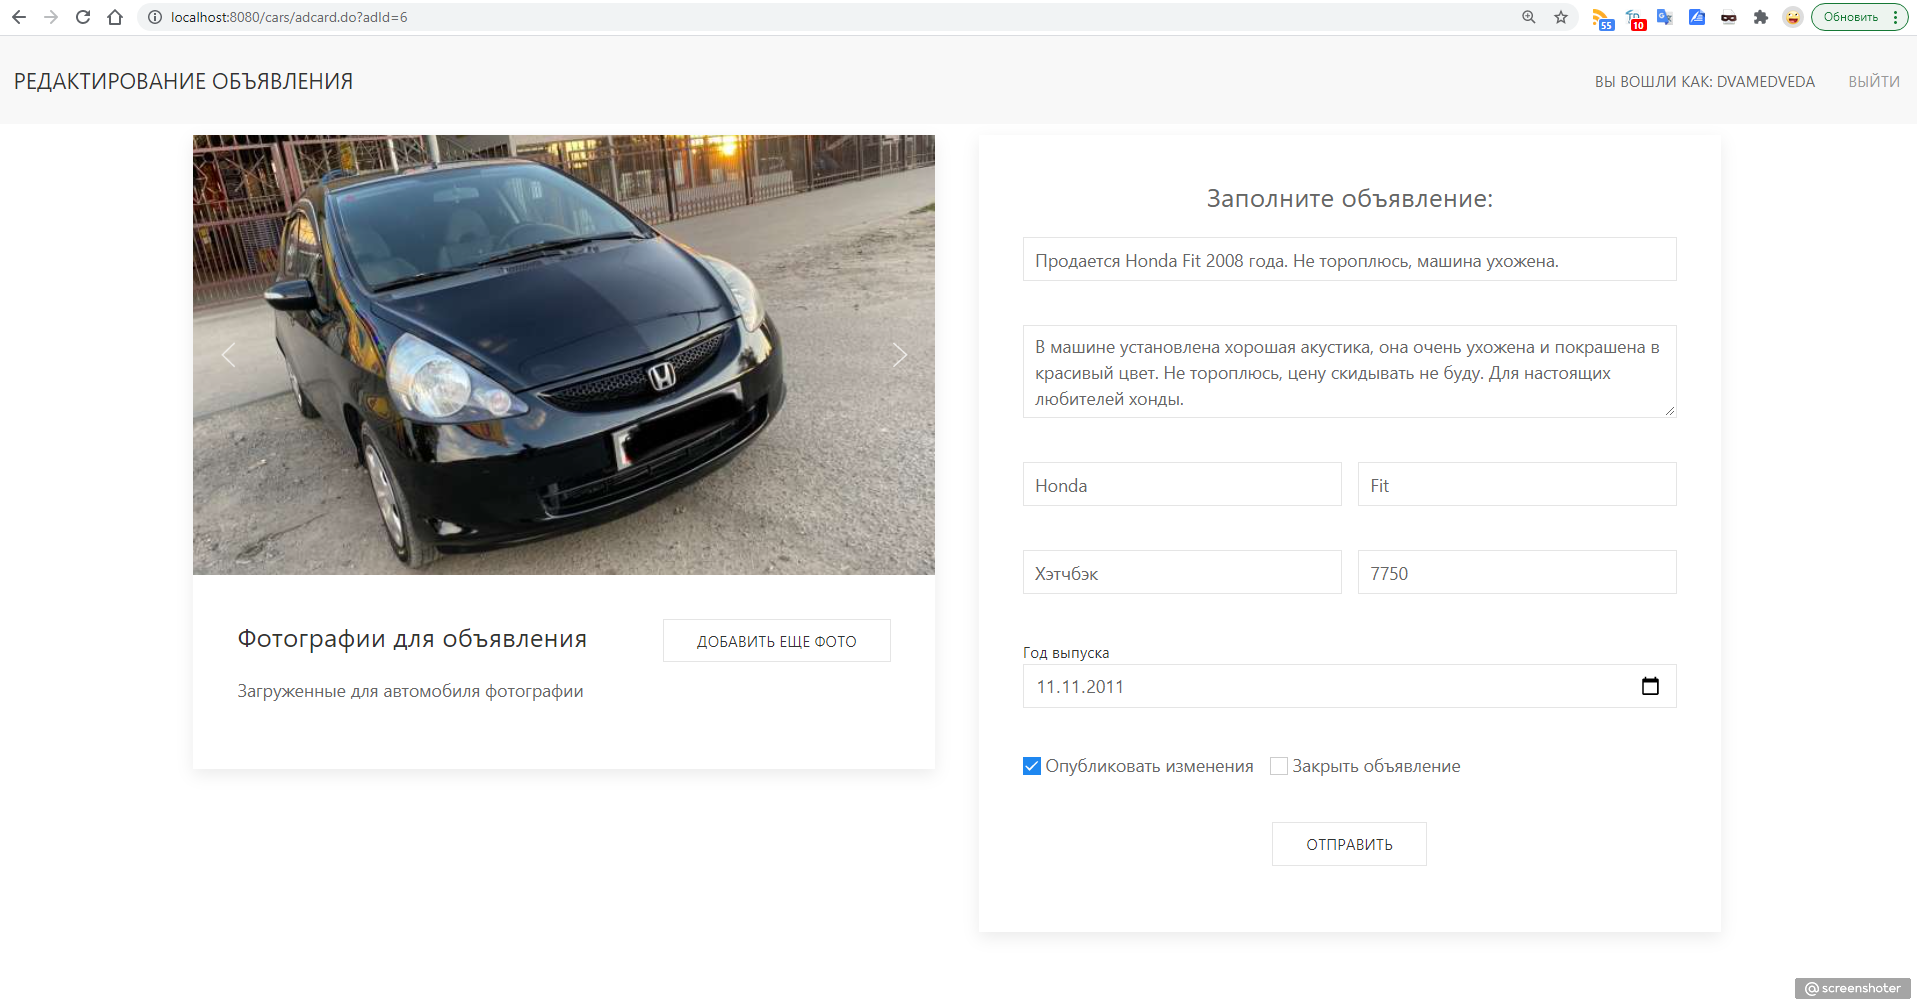 localhost:8080/cars/adcard.do?adId=6
55
10
Обновить
РЕДАКТИРОВАНИЕ ОБЪЯВЛЕНИЯ
ВЫ ВОШЛИ КАК: DVAMEDVEDA
ВЫЙТИ
Фотографии для объявления
ДОБАВИТЬ ЕЩЕ ФОТО
Загруженные для автомобиля фотографии
Заполните объявление:
Продается Honda Fit 2008 года. Не тороплюсь, машина ухожена.
В машине установлена хорошая акустика, она очень ухожена и покрашена в
красивый цвет. Не тороплюсь, цену скидывать не буду. Для настоящих
любителей хонды.
Honda
Fit
Хэтчбэк
7750
Год выпуска
11.11.2011
Опубликовать изменения
Закрыть объявление
ОТПРАВИТЬ
@screenshoter